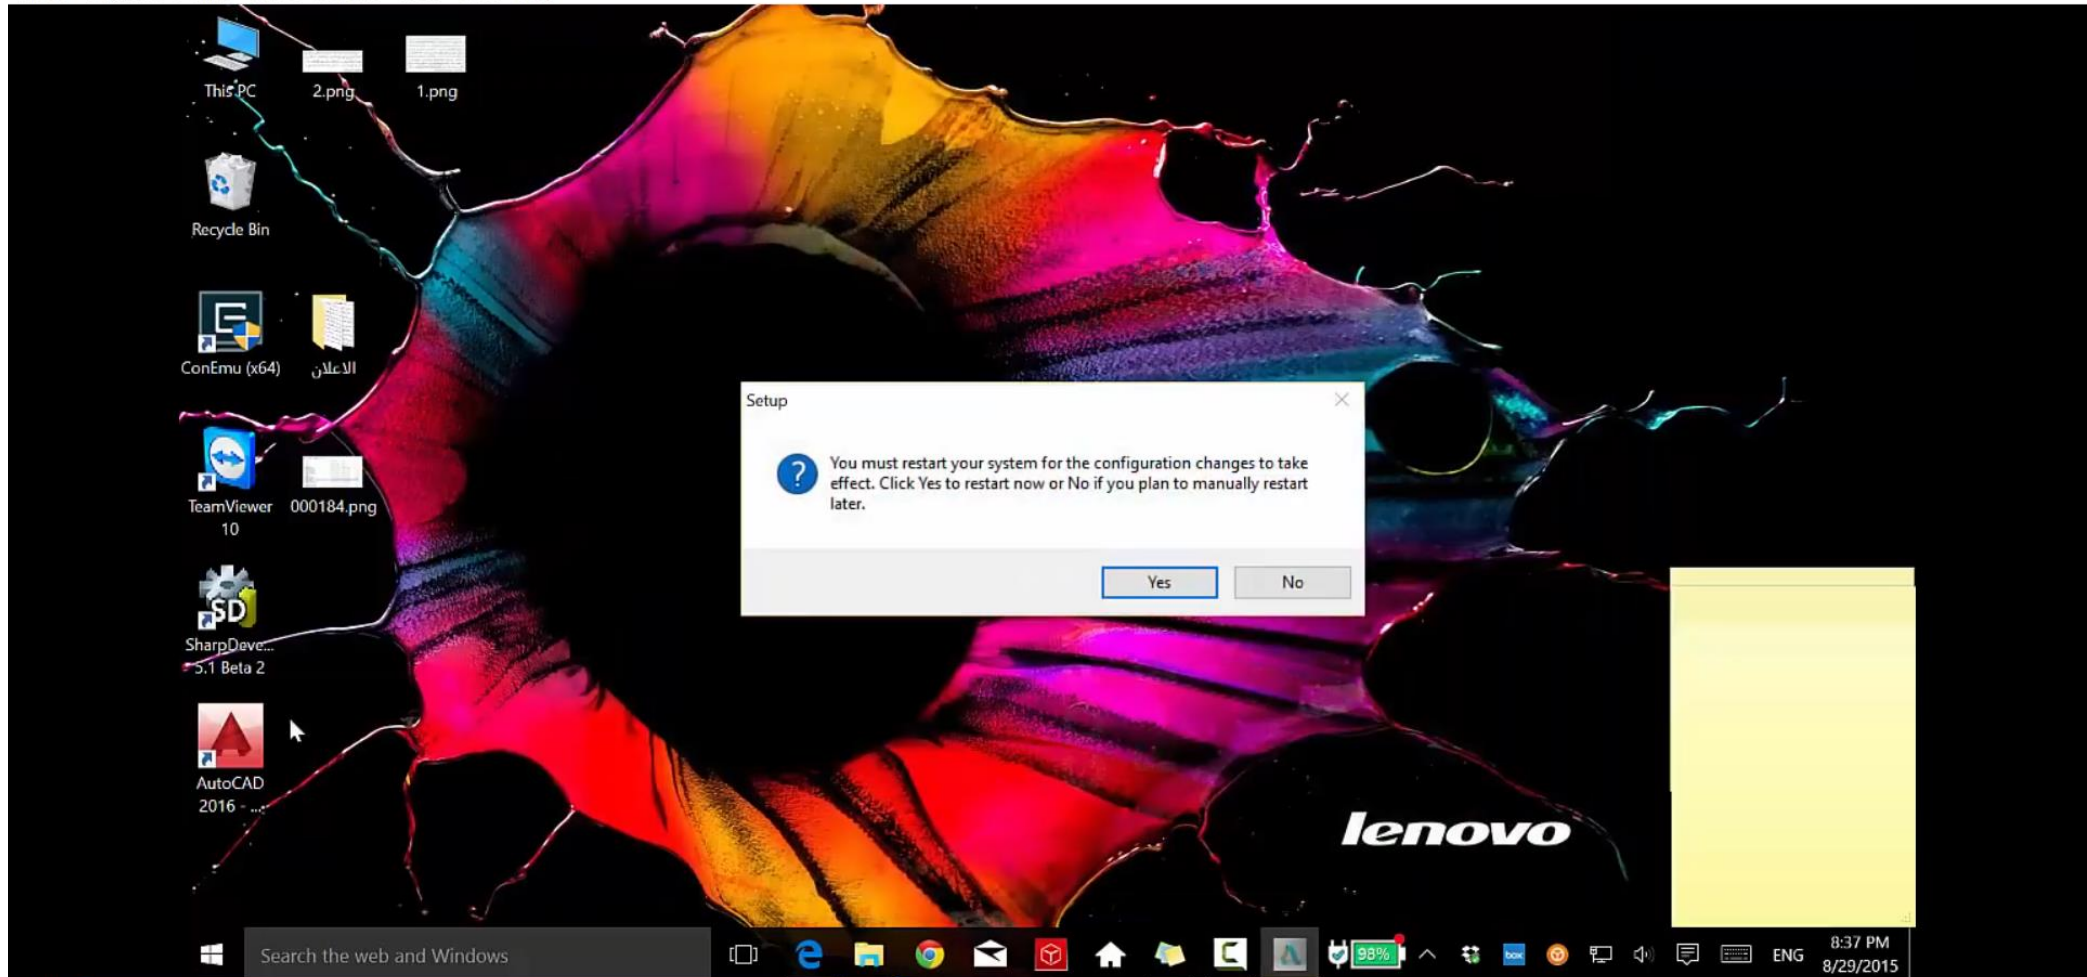 This PC
2.png
1.png
Recycle Bin
ConEmu (x64)
الاعلان
TeamViewer
10
000184.png
SharpDeve...
5.1 Beta 2
AutoCAD
2016 - ...
Setup
You must restart your system for the configuration changes to take
effect. Click Yes to restart now or No if you plan to manually restart
later.
Yes
No
lenovo
Search the web and Windows
98%
box
ENG
8:37 PM
8/29/2015